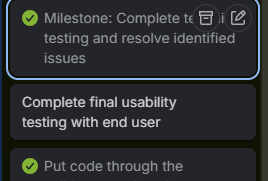 Milestone: Complete
testing and resolve identified
issues
Complete final usability
testing with end user
Put code through the